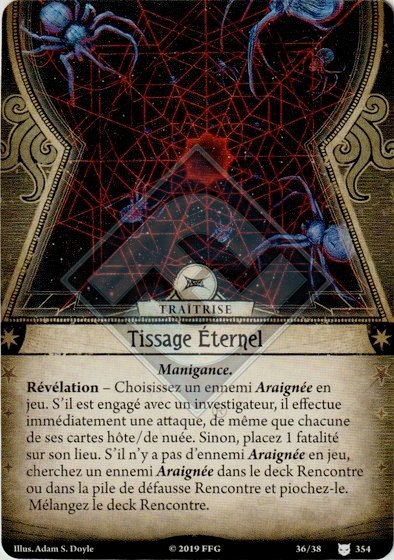 TRAÎTRISE
Tissage Éternel
Manigance.
Révélation – Choisissez un ennemi Araignée en
jeu. S'il est engagé avec un investigateur, il effectue
immédiatement une attaque, de même que chacune
de ses cartes hôte/de nuée. Sinon, placez 1 fatalité
sur son lieu. S'il n'y a pas d'ennemi Araignée en jeu,
cherchez un ennemi Araignée dans le deck Rencontre
ou dans la pile de défausse Rencontre et piochez-le.
Mélangez le deck Rencontre.
Illus. Adam S. Doyle © 2019 FFG 36/38 354